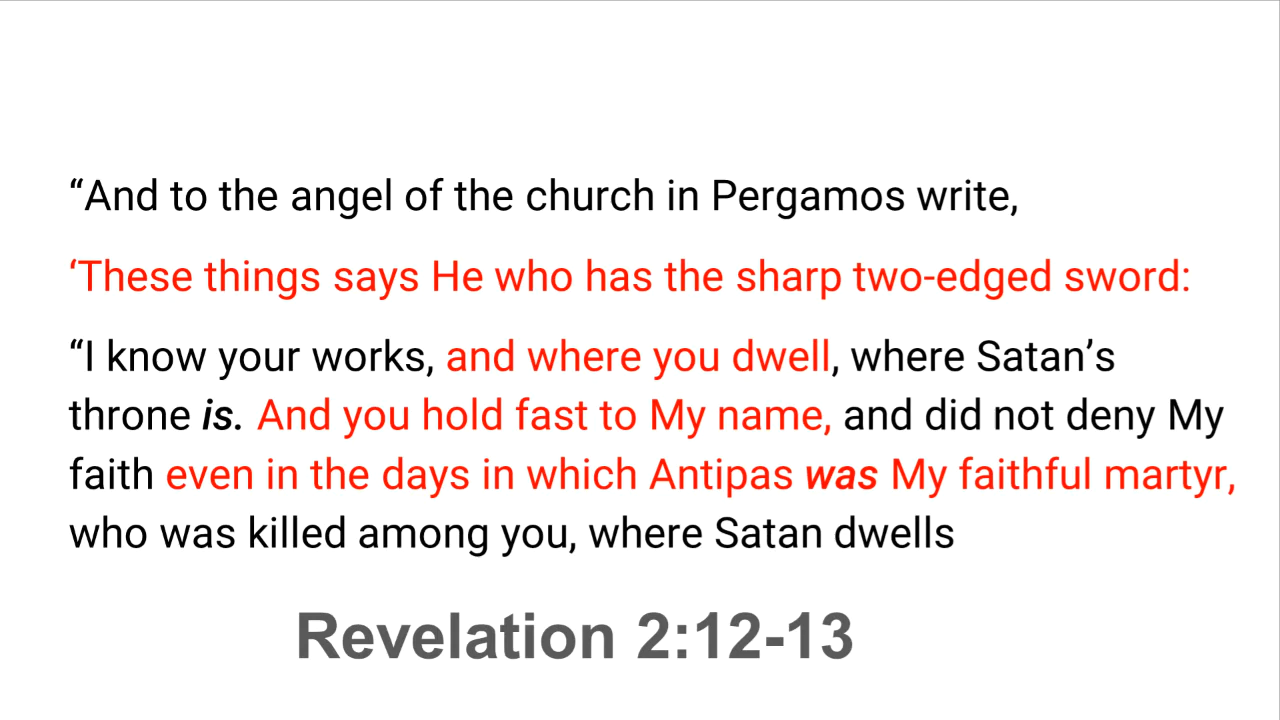 “And to the angel of the church in Pergamos write,
‘These things says He who has the sharp two-edged sword:
“I know your works, and where you dwell, where Satan’s
throne is. And you hold fast to My name, and did not deny My
faith even in the days in which Antipas was My faithful martyr,
who was killed among you, where Satan dwells
Revelation 2:12-13